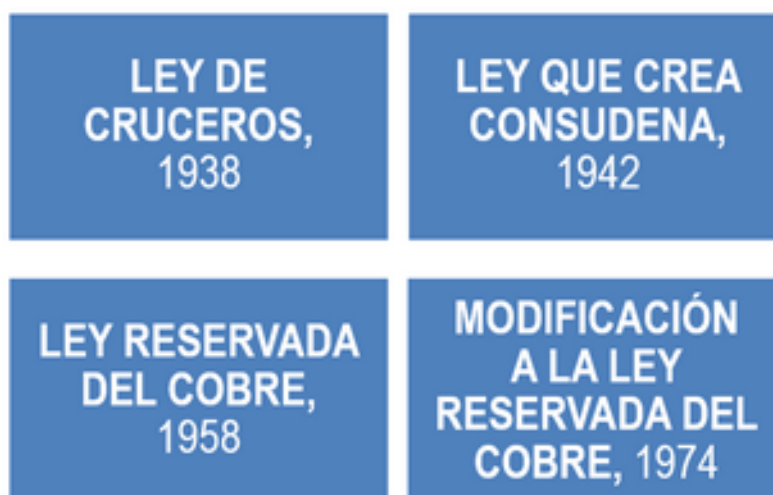 LEY DE
CRUCEROS,
1938
LEY QUE CREA
CONSUDENA,
1942
LEY RESERVADA
DEL COBRE,
1958
MODIFICACIÓN
A LA LEY
RESERVADA DEL
COBRE, 1974